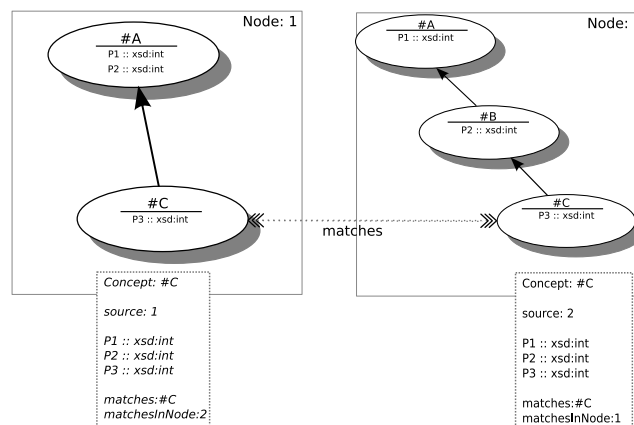 Node: 1
#A
P1 :: xsd:int
P2 :: xsd:int
#C
P3 :: xsd:int
Concept: #C
source: 1
P1 :: xsd:int
P2 :: xsd:int
P3 :: xsd:int
matches:#C
matchesInNode:2
matches
Node:
#A
P1 :: xsd:int
#B
P2 :: xsd:int
#C
P3 :: xsd:int
Concept: #C
source: 2
P1 :: xsd:int
P2 :: xsd:int
P3 :: xsd:int
matches:#C
matchesInNode:1